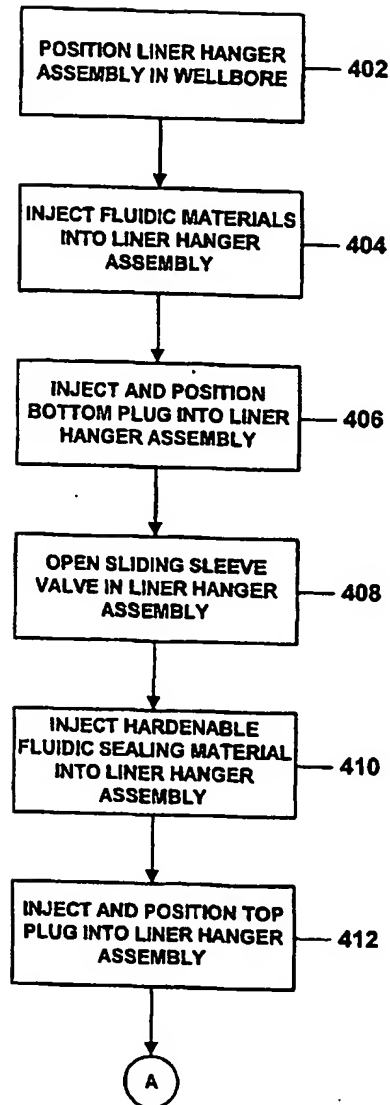 POSITION LINER HANGER
ASSEMBLY IN WELLBORE
402
INJECT FLUIDIC MATERIALS
INTO LINER HANGER
ASSEMBLY
404
INJECT AND POSITION
BOTTOM PLUG INTO LINER
HANGER ASSEMBLY
406
OPEN SLIDING SLEEVE
VALVE IN LINER HANGER
ASSEMBLY
408
INJECT HARDENABLE
FLUIDIC SEALING MATERIAL
INTO LINER HANGER
ASSEMBLY
410
INJECT AND POSITION TOP
PLUG INTO LINER HANGER
ASSEMBLY
412
A